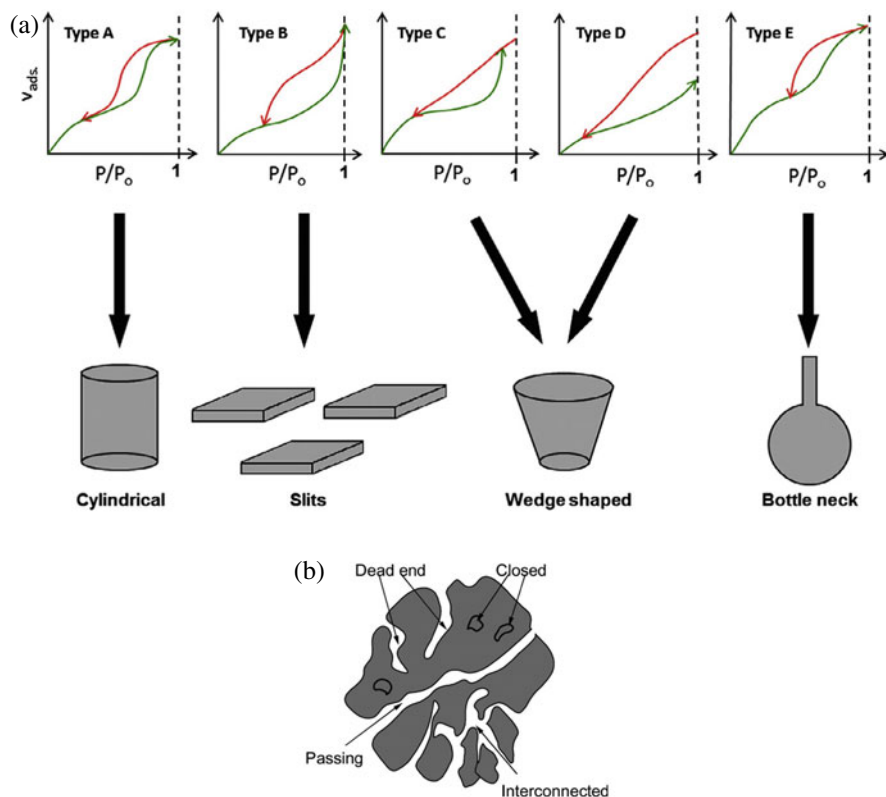 (a)
Type A
Type B
Type C
Type D
Type E
Vads.
P/Po
1
P/Po
1
P/Po
1
P/Po
1
P/Po
1
Cylindrical
Slits
Wedge shaped
Bottle neck
(b)
Dead end
Closed
Passing
Interconnected